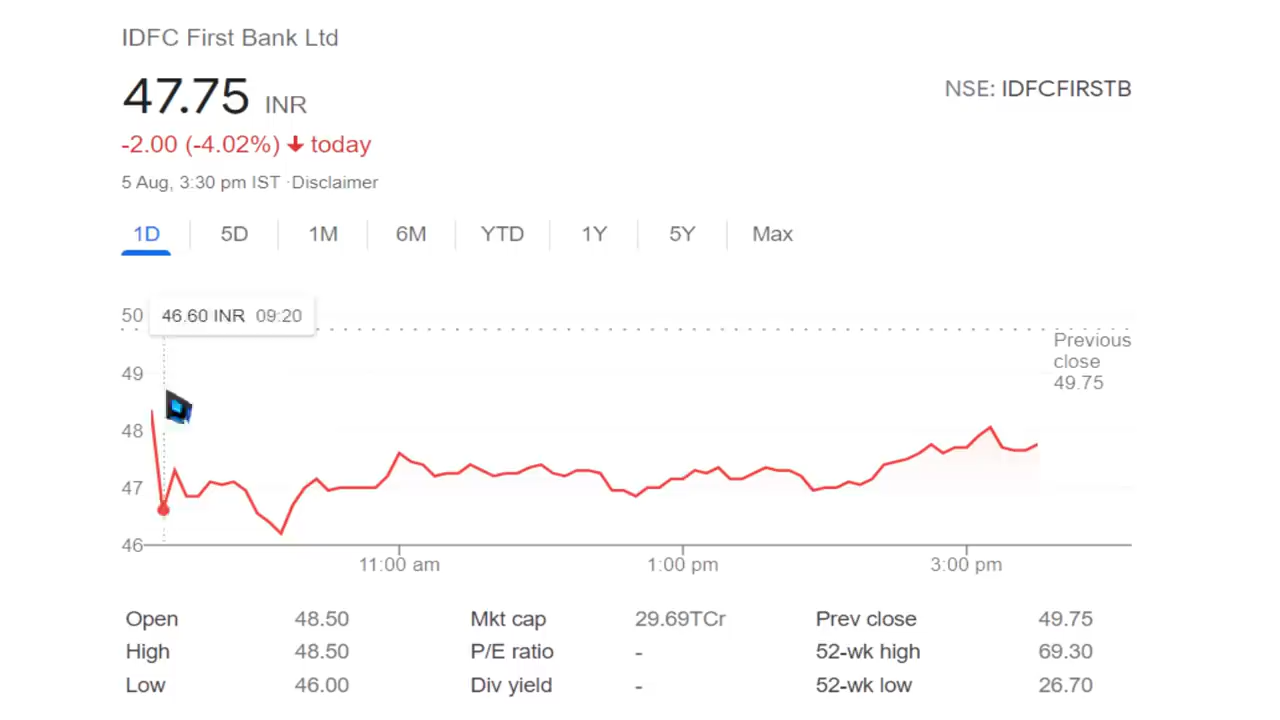 IDFC First Bank Ltd
47.75 INR
NSE: IDFCFIRSTB
-2.00 (-4.02%) ↓ today
5 Aug, 3:30 pm IST ·Disclaimer
1D 5D 1M 6M YTD 1Y 5Y Max
50 46.60 INR 09:20
Previous
close
49.75
49
48
47
46
11:00 am 1:00 pm 3:00 pm
Open 48.50 Mkt cap 29.69TCr Prev close 49.75
High 48.50 P/E ratio - 52-wk high 69.30
Low 46.00 Div yield - 52-wk low 26.70